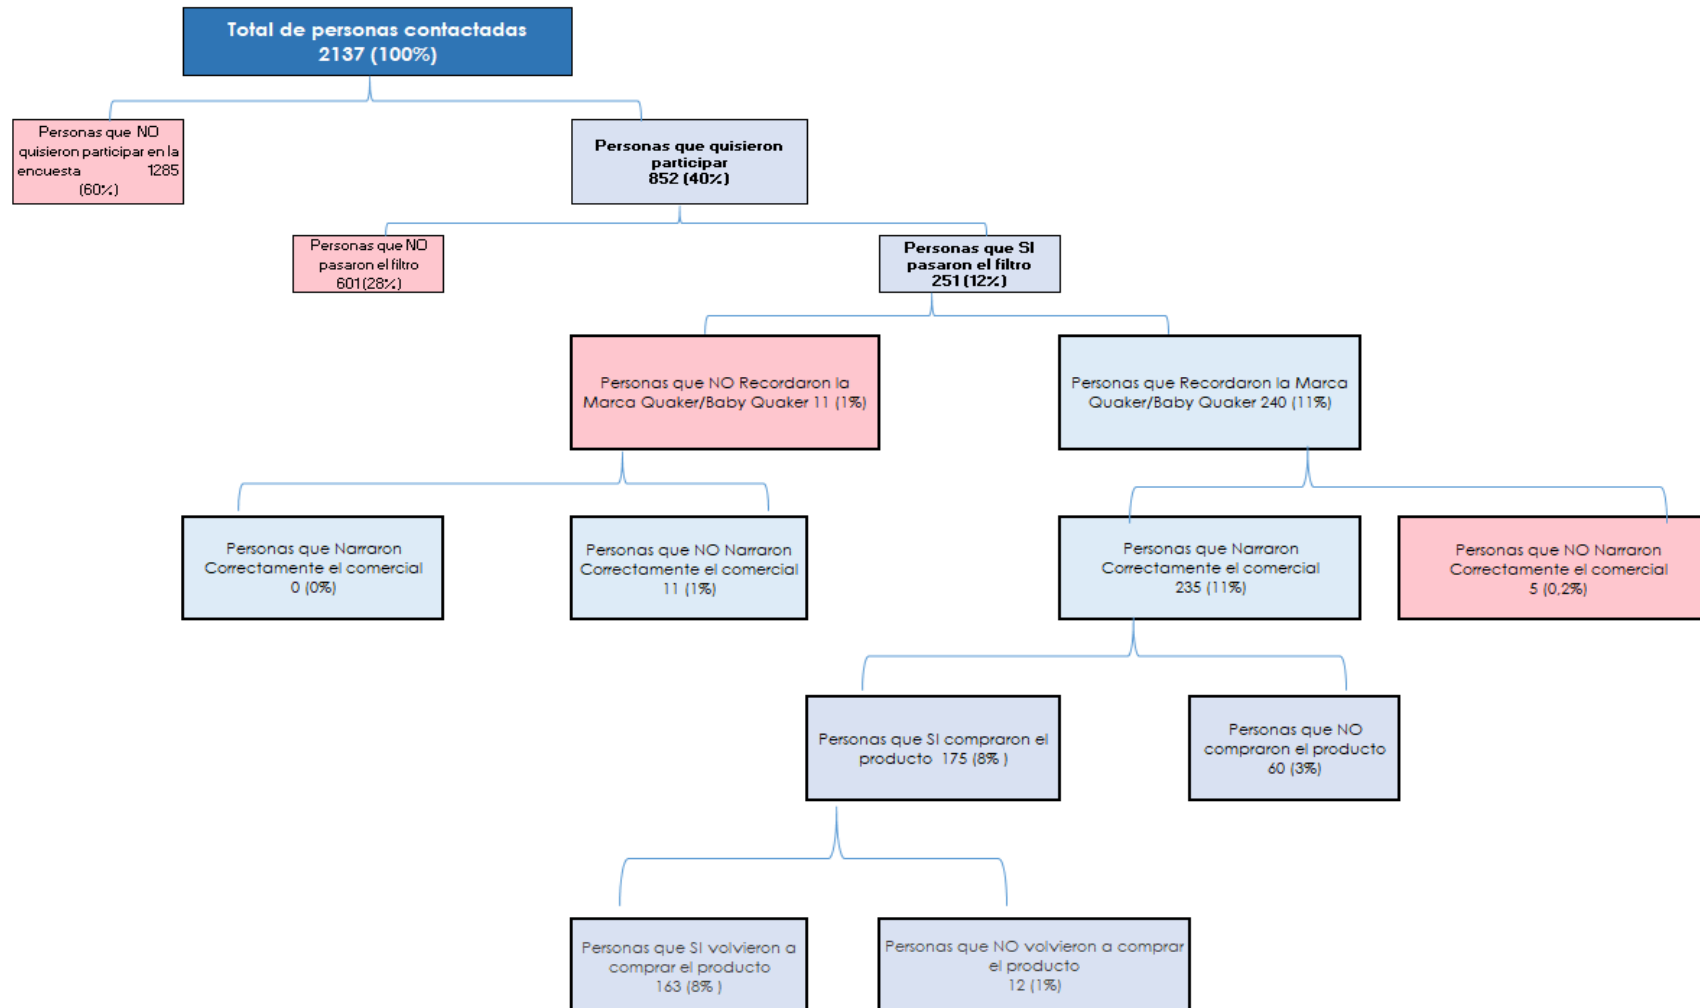 Total de personas contactadas
2137 (100%)
Personas que NO
quisieron participar en la
encuesta 1285
(60%)
Personas que quisieron
participar
852 (40%)
Personas que NO
pasaron el filtro
601(28%)
Personas que SI
pasaron el filtro
251 (12%)
Personas que NO Recordaron la
Marca Quaker/Baby Quaker 11 (1%)
Personas que Recordaron la Marca
Quaker/Baby Quaker 240 (11%)
Personas que Narraron
Correctamente el comercial
0 (0%)
Personas que NO Narraron
Correctamente el comercial
11 (1%)
Personas que Narraron
Correctamente el comercial
235 (11%)
Personas que NO Narraron
Correctamente el comercial
5 (0,2%)
Personas que SI compraron el
producto 175 (8% )
Personas que NO
compraron el producto
60 (3%)
Personas que SI volvieron a
comprar el producto
163 (8% )
Personas que NO volvieron a comprar
el producto
12 (1%)